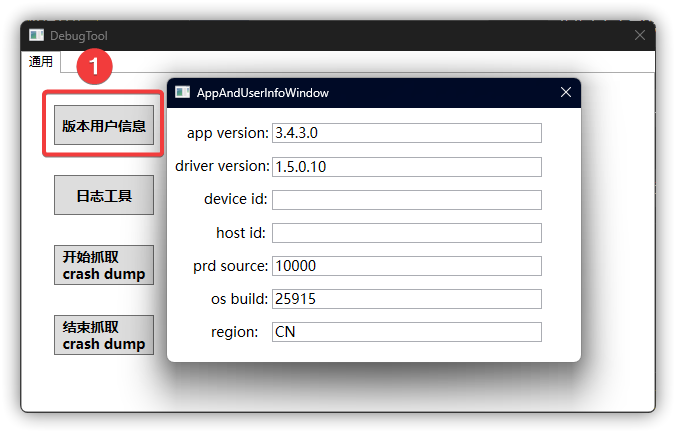 DebugTool
通用
1
版本用户信息
日志工具
开始抓取
crash dump
结束抓取
crash dump
AppAndUserInfoWindow
app version: 3.4.3.0
driver version: 1.5.0.10
device id:
host id:
prd source: 10000
os build: 25915
region: CN